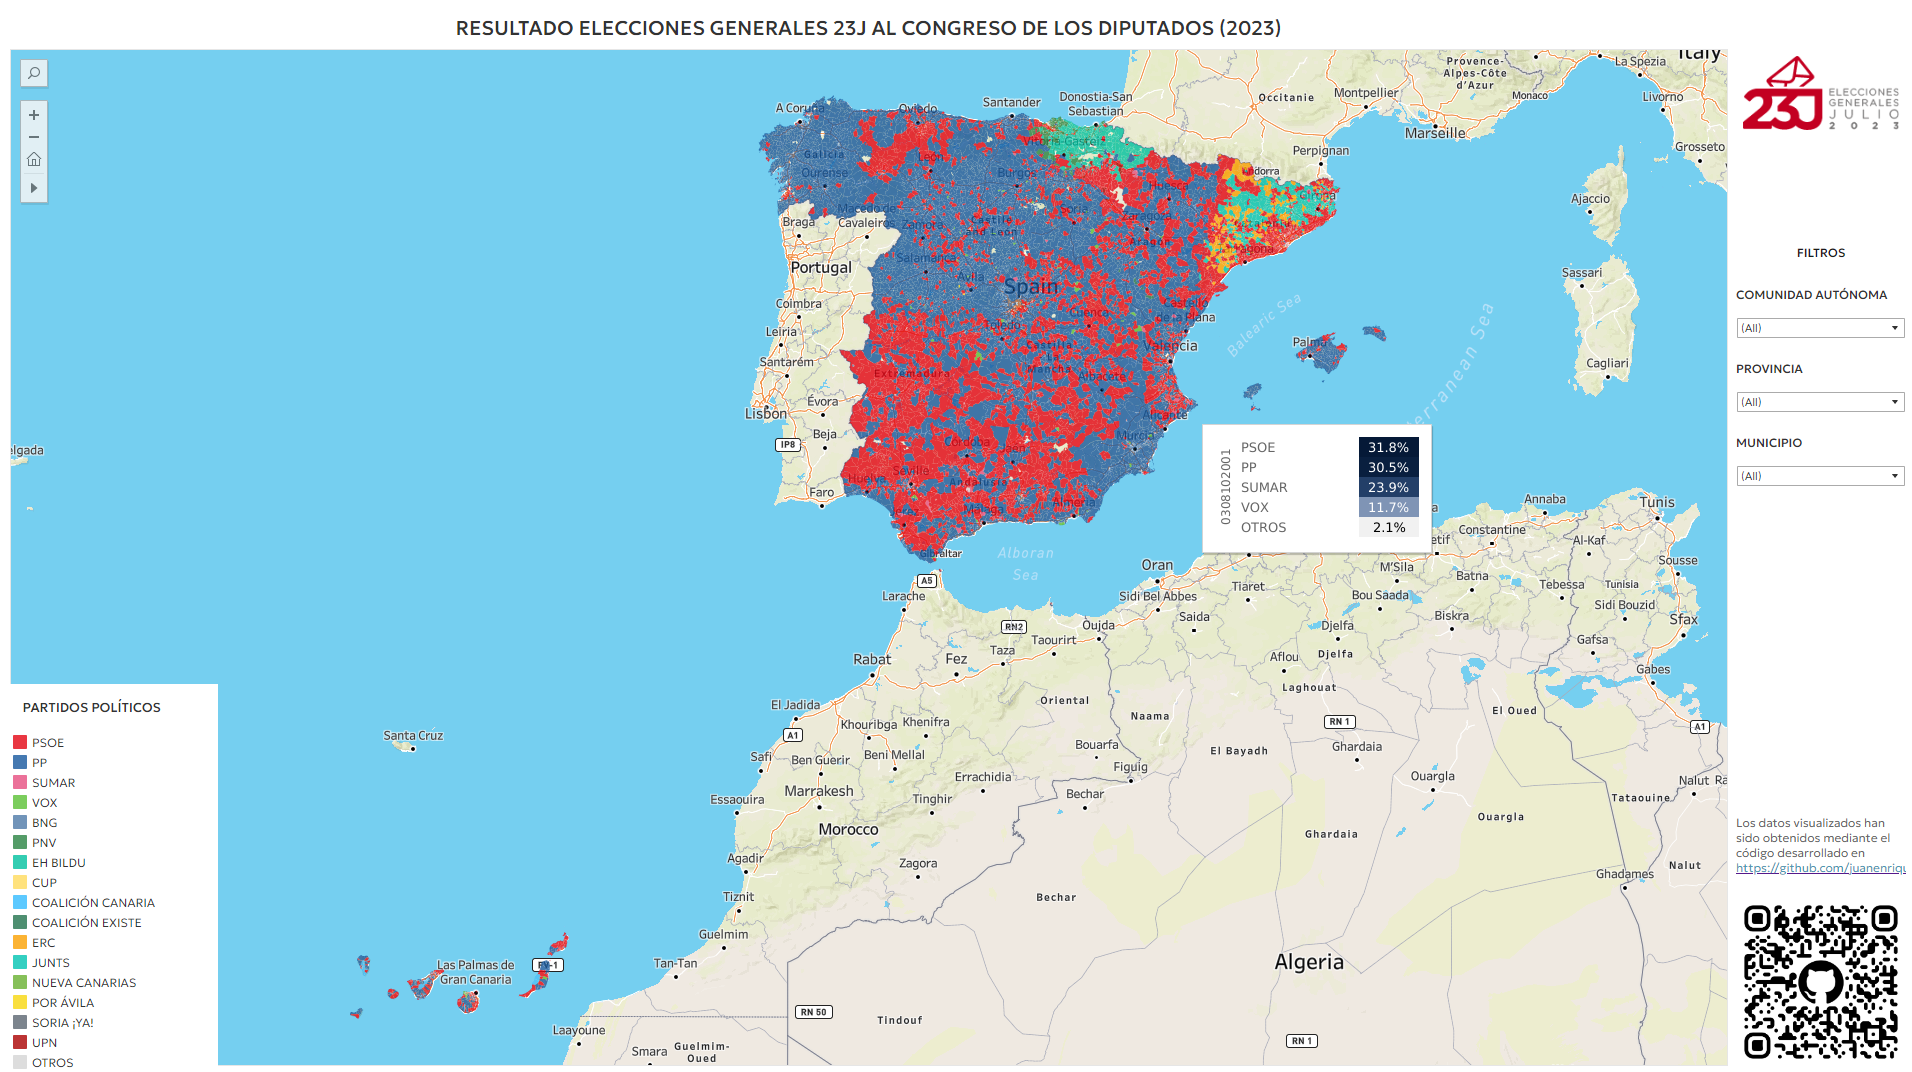 RESULTADO ELECCIONES GENERALES 23J AL CONGRESO DE LOS DIPUTADOS (2023)
Italy
La Spezia
Provence-
Alpes-Côte
d'Azur
Monaco
Livorno
Montpellier
Occitanie
Marseille
Grosseto
Perpignan
Andorra
A Coruña
Oviedo
Santander
Donostia-San
Sebastian
Vitoria-Gasteiz
Galicia
Leon
Burgos
Ourense
Huesca
Girona
Ajaccio
Macedo de
Cavaleiros
Braga
Zamora
Castile
and León
Soria
Zaragoza
Aragón
Portugal
Salamanca
Avila
Spain
Sassari
Coimbra
Toledo
Cuenca
Castelló
de la Plana
Balearic Sea
Leiria
Castilla
La
Mancha
Valencia
Palma
Santarém
Extremadura
Albacete
Cagliari
Évora
Lisbon
Alicante
Beja
IP8
Murcia
Córdoba
Jaen
Seville
Huelva
Andalusia
Faro
Jerez
Málaga
Almería
Gibraltar
Alboran
Sea
lgada
0308102001
PSOE 31.8%
PP 30.5%
SUMAR 23.9%
VOX 11.7%
OTROS 2.1%
Annaba
Tunis
Constantine
etif
Al-Kaf
Oran
M'Sila
Batna
Tebessa
Tunisia
Sousse
A5
Larache
Sidi Bel Abbes
Tiaret
Bou Saada
Sidi Bouzid
RN2
Oujda
Saida
Djelfa
Biskra
Sfax
Taourirt
Taza
Gafsa
Rabat
Fez
Aflou
Djelfa
Gabes
Laghouat
El Jadida
Oriental
Naama
RN 1
El Oued
A1
Khouribga
Khenifra
A1
Santa Cruz
Safi
Ben Guerir
Beni Mellal
Bouarfa
El Bayadh
Ghardaia
Figuig
Errachidia
Ouargla
Nalut
Marrakesh
Essaouira
Tinghir
Bechar
Tataouine
Morocco
Ghardaia
Ouargla
Agadir
Zagora
Nalut
Ghadames
Tiznit
Bechar
Guelmim
Tan-Tan
Algeria
Las Palmas de
Gran Canaria
FV-1
RN 50
Tindouf
Laayoune
RN 1
Smara
Guelmim-
Oued
PARTIDOS POLÍTICOS
PSOE
PP
SUMAR
VOX
BNG
PNV
EH BILDU
CUP
COALICIÓN CANARIA
COALICIÓN EXISTE
ERC
JUNTS
NUEVA CANARIAS
POR ÁVILA
SORIA ¡YA!
UPN
OTROS
23J
ELECCIONES
GENERALES
JULIO
2023
FILTROS
COMUNIDAD AUTÓNOMA
(All)
PROVINCIA
(All)
MUNICIPIO
(All)
Los datos visualizados han
sido obtenidos mediante el
código desarrollado en
https://github.com/juanenriqu